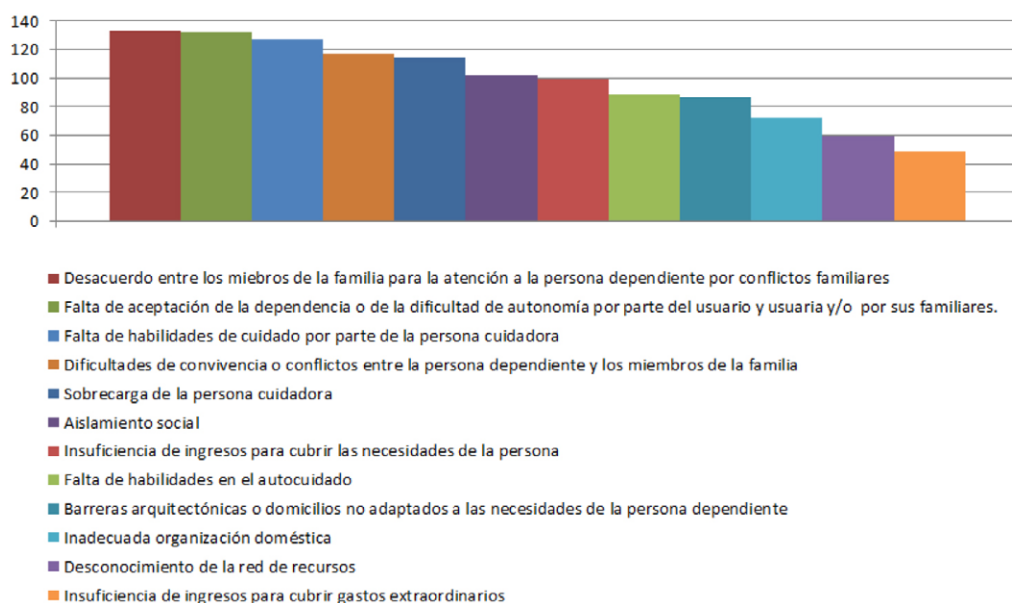 140
120
100
80
60
40
20
0
Desacuerdo entre los miebros de la familia para la atención a la persona dependiente por conflictos familiares
Falta de aceptación de la dependencia o de la dificultad de autonomía por parte del usuario y usuaria y/o por sus familiares.
Falta de habilidades de cuidado por parte de la persona cuidadora
Dificultades de convivencia o conflictos entre la persona dependiente y los miembros de la familia
Sobrecarga de la persona cuidadora
Aislamiento social
Insuficiencia de ingresos para cubrir las necesidades de la persona
Falta de habilidades en el autocuidado
Barreras arquitectónicas o domicilios no adaptados a las necesidades de la persona dependiente
Inadecuada organización doméstica
Desconocimiento de la red de recursos
Insuficiencia de ingresos para cubrir gastos extraordinarios